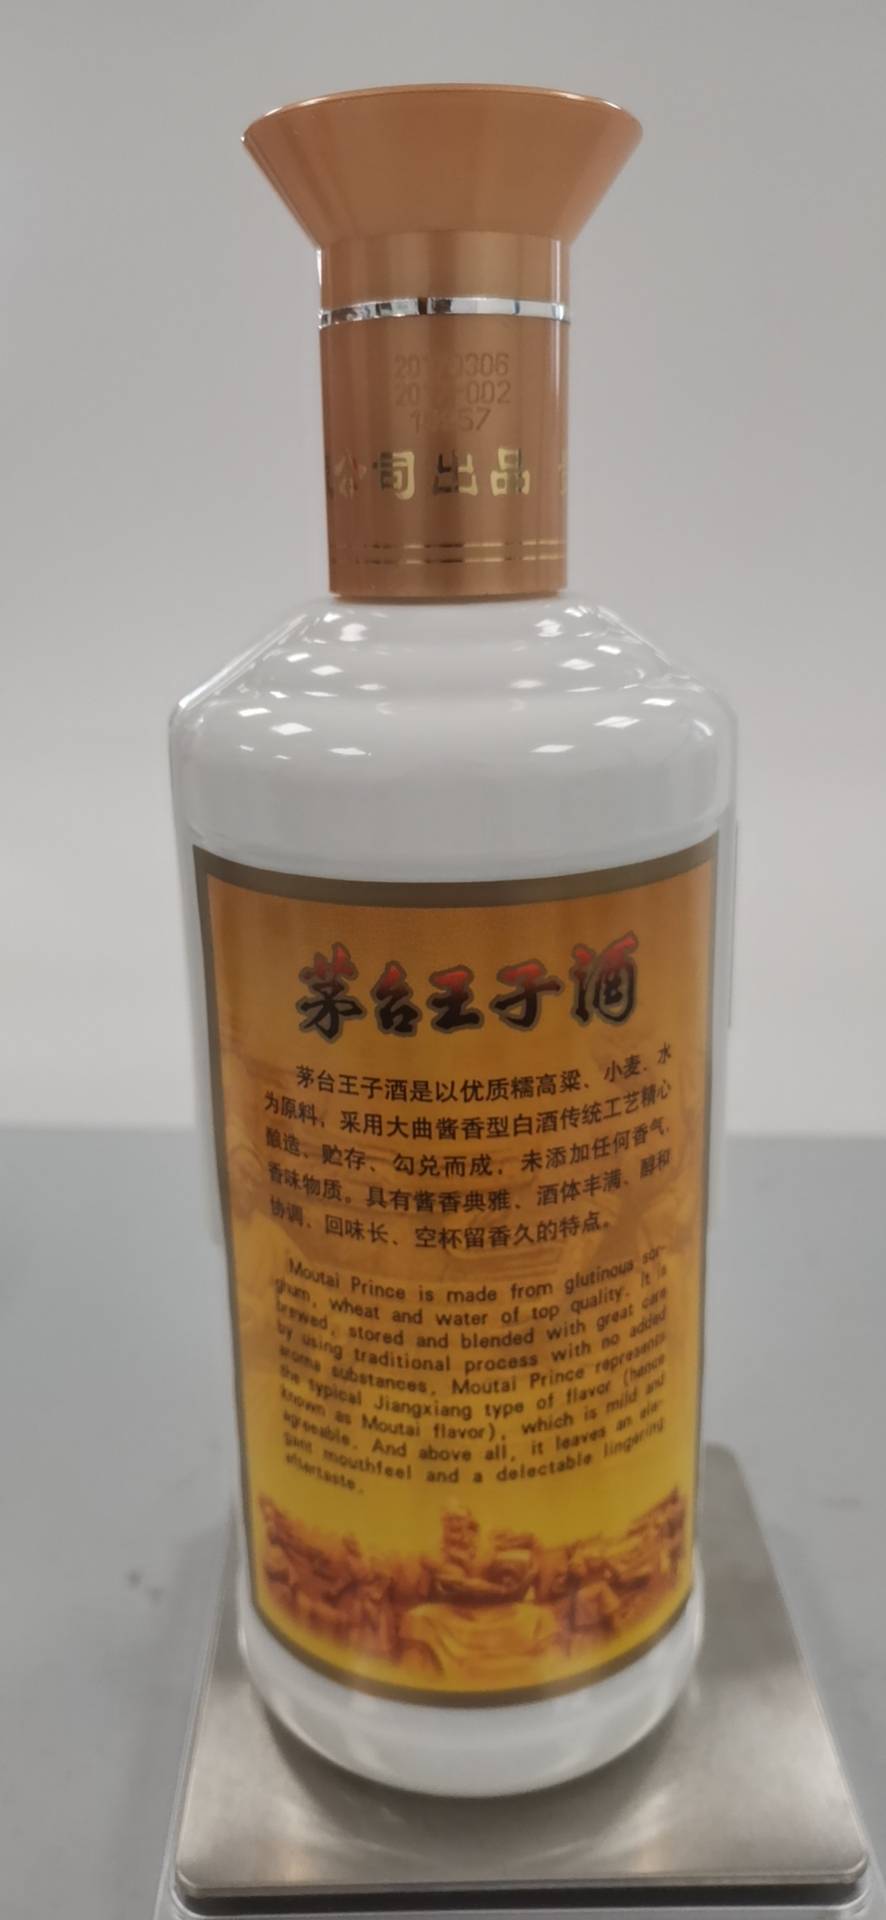 公司出品
茅台王子酒
茅台王子酒是以优质糯高粱、小麦、水
为原料，采用大曲酱香型白酒传统工艺精心
酿造、贮存、勾兑而成，未添加任何香气、
香味物质。具有酱香典雅、酒体丰满、醇和
协调、回味长、空杯留香久的特点。
Moutai Prince is made from glutinous sor-
ghum, wheat and water of top quality. It is
brewed, stored and blended with great care
by using traditional process with no added
aroma substances, Moutai Prince represents
the typical Jiangxiang type of flavor (hence
known as Moutai flavor), which is mild and
agreeable. And above all, it leaves an ele-
gant mouthfeel and a delectable lingering
aftertaste.